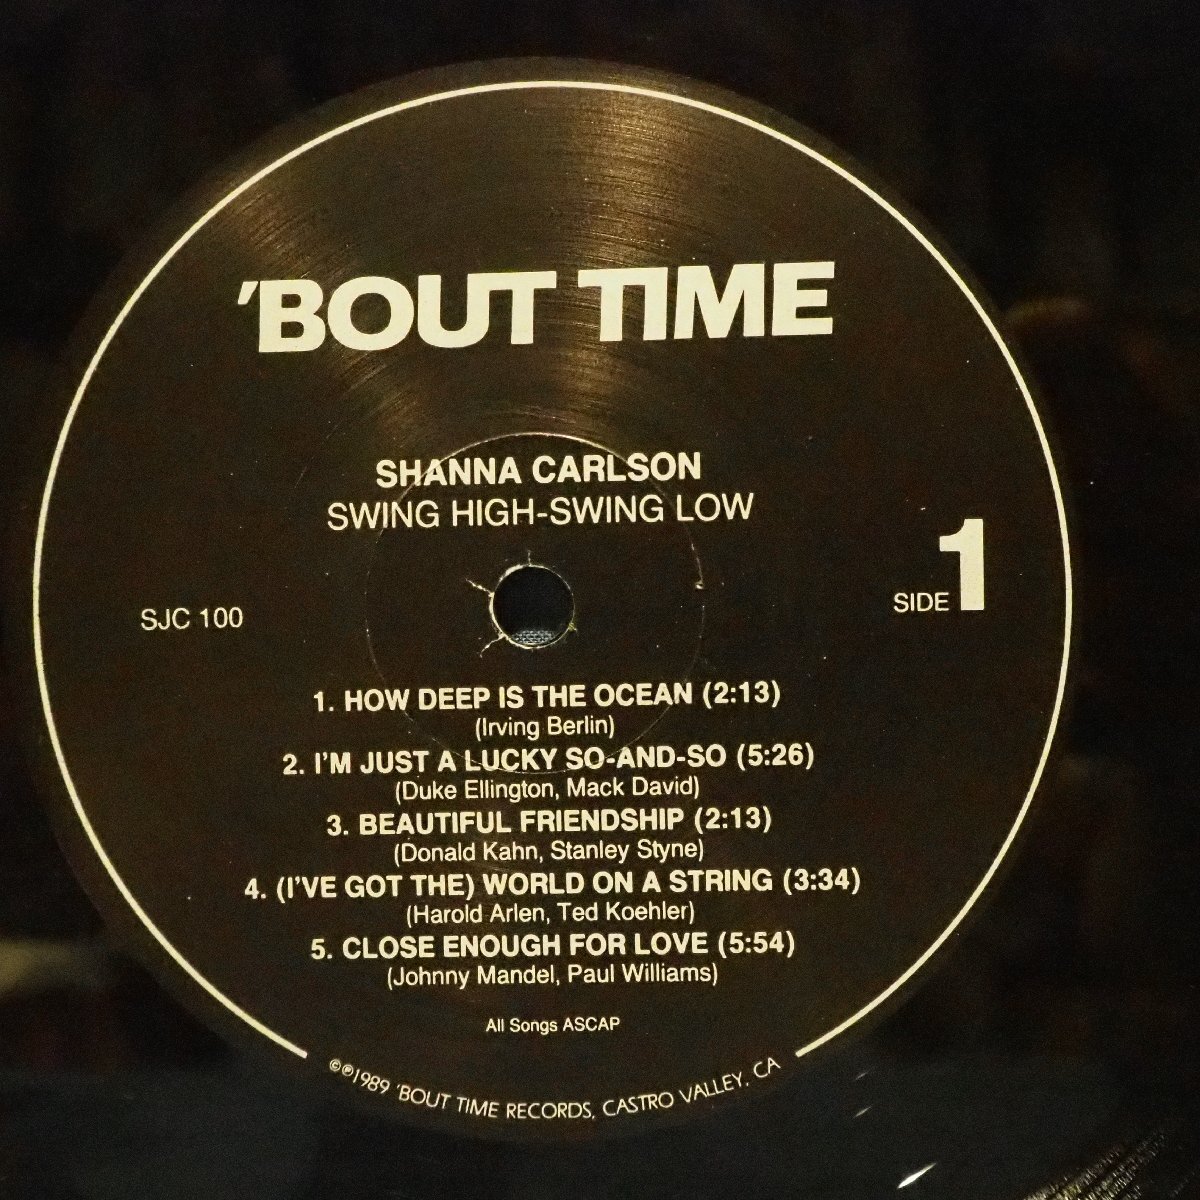 'BOUT TIME
SHANNA CARLSON
SWING HIGH-SWING LOW
SJC 100
SIDE 1
1. HOW DEEP IS THE OCEAN (2:13)
(Irving Berlin)
2. I'M JUST A LUCKY SO-AND-SO (5:26)
(Duke Ellington, Mack David)
3. BEAUTIFUL FRIENDSHIP (2:13)
(Donald Kahn, Stanley Styne)
4. (I'VE GOT THE) WORLD ON A STRING (3:34)
(Harold Arlen, Ted Koehler)
5. CLOSE ENOUGH FOR LOVE (5:54)
(Johnny Mandel, Paul Williams)
All Songs ASCAP
©℗1989 'BOUT TIME RECORDS, CASTRO VALLEY, CA